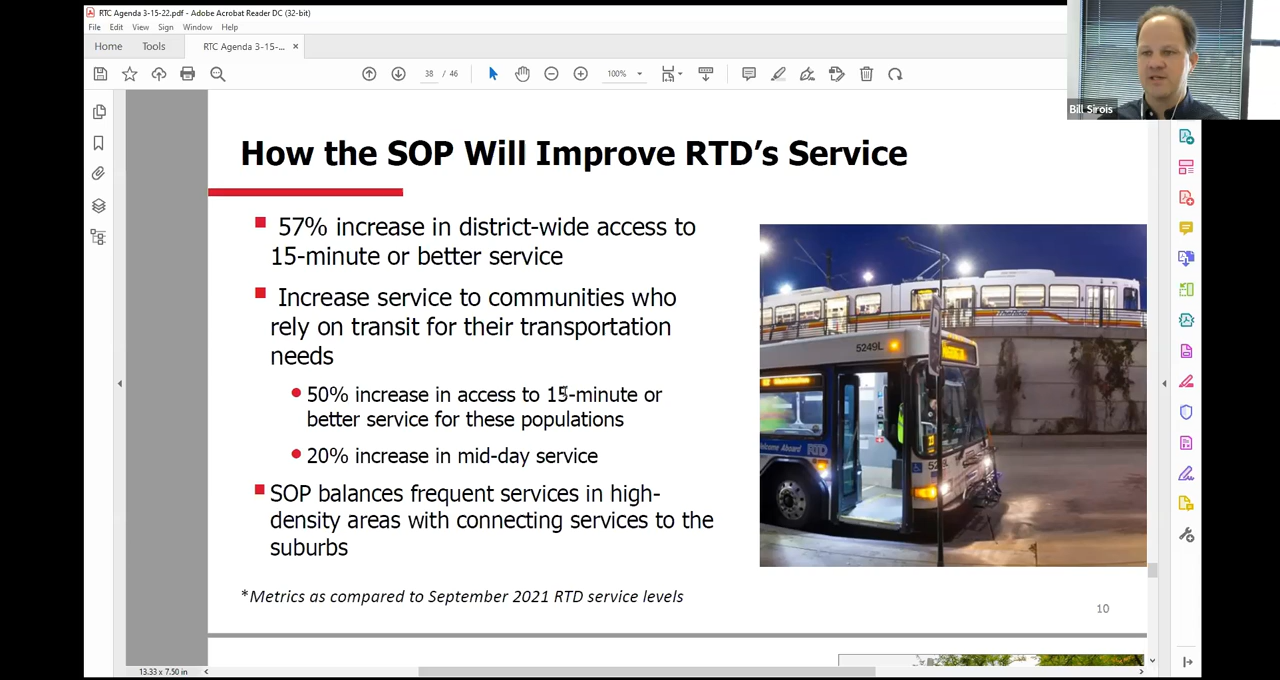 RTC Agenda 3-15-22.pdf - Adobe Acrobat Reader DC (32-bit)
File Edit View Sign Window Help
Home Tools RTC Agenda 3-15-... ×
38 / 46 100%
Bill Sirois
How the SOP Will Improve RTD's Service
57% increase in district-wide access to
15-minute or better service
Increase service to communities who
rely on transit for their transportation
needs
50% increase in access to 15-minute or
better service for these populations
20% increase in mid-day service
SOP balances frequent services in high-
density areas with connecting services to the
suburbs
*Metrics as compared to September 2021 RTD service levels
5249L
Welcome Aboard RTD
10
13.33 x 7.50 in